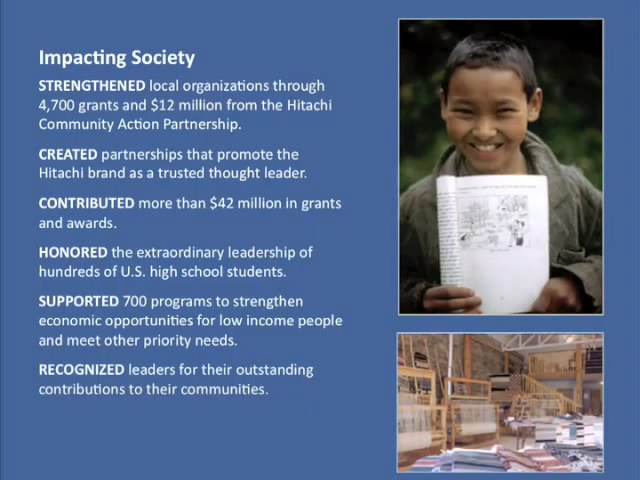 Impacting Society
STRENGTHENED local organizations through
4,700 grants and $12 million from the Hitachi
Community Action Partnership.
CREATED partnerships that promote the
Hitachi brand as a trusted thought leader.
CONTRIBUTED more than $42 million in grants
and awards.
HONORED the extraordinary leadership of
hundreds of U.S. high school students.
SUPPORTED 700 programs to strengthen
economic opportunities for low income people
and meet other priority needs.
RECOGNIZED leaders for their outstanding
contributions to their communities.